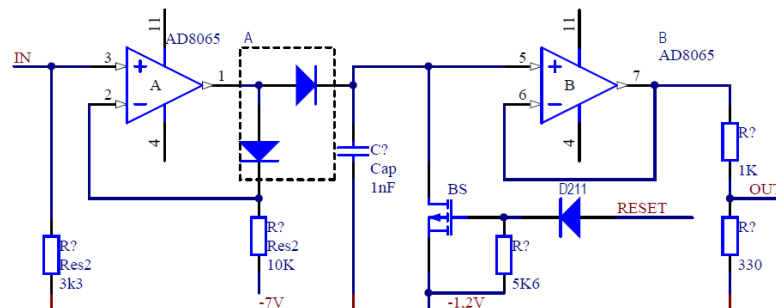 11
AD8065
A
11
B
AD8065
IN
3
A
1
5
B
7
2
6
4
4
C?
Cap
1nF
R?
1K
BS
D211
RESET
OUT
R?
Res2
3k3
R?
Res2
10K
R?
5K6
R?
330
-7V
-1.2V